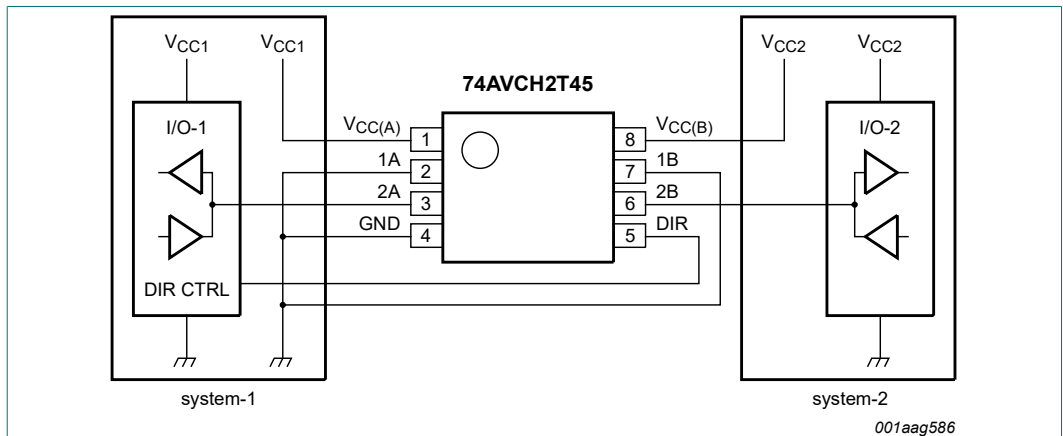 VCC1 VCC1
74AVCH2T45
VCC2 VCC2
I/O-1
VCC(A) 1
8 VCC(B)
I/O-2
1A 2
7 1B
2A 3
6 2B
GND 4
5 DIR
DIR CTRL
system-1
system-2
001aag586